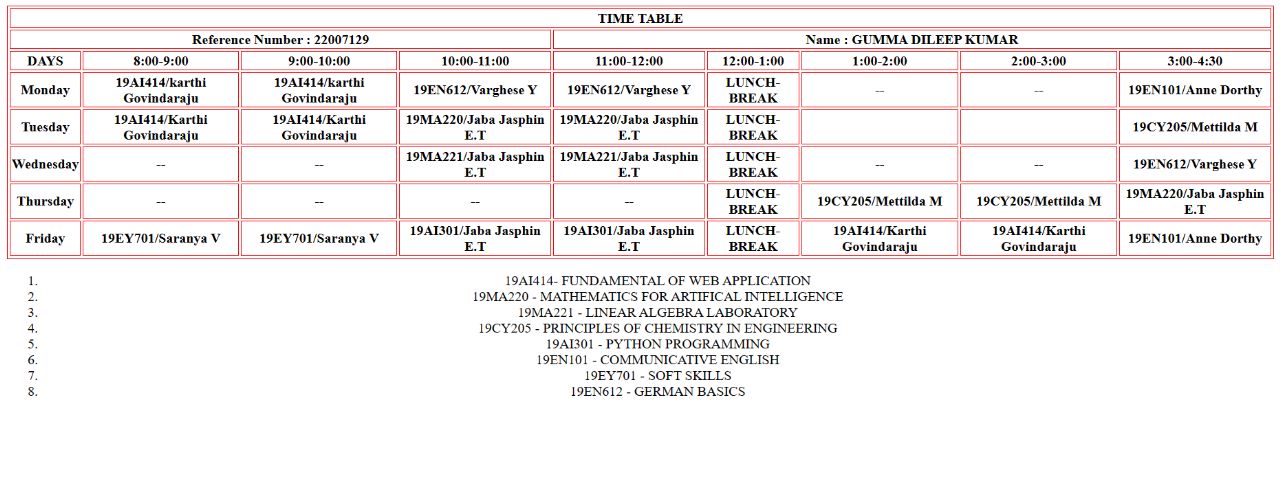 TIME TABLE
Reference Number : 22007129 Name : GUMMA DILEEP KUMAR
DAYS 8:00-9:00 9:00-10:00 10:00-11:00 11:00-12:00 12:00-1:00 1:00-2:00 2:00-3:00 3:00-4:30
Monday 19AI414/karthi Govindaraju 19AI414/karthi Govindaraju 19EN612/Varghese Y 19EN612/Varghese Y LUNCH-BREAK -- -- 19EN101/Anne Dorthy
Tuesday 19AI414/Karthi Govindaraju 19AI414/Karthi Govindaraju 19MA220/Jaba Jasphin E.T 19MA220/Jaba Jasphin E.T LUNCH-BREAK 19CY205/Mettilda M
Wednesday -- -- 19MA221/Jaba Jasphin E.T 19MA221/Jaba Jasphin E.T LUNCH-BREAK -- -- 19EN612/Varghese Y
Thursday -- -- -- -- LUNCH-BREAK 19CY205/Mettilda M 19CY205/Mettilda M 19MA220/Jaba Jasphin E.T
Friday 19EY701/Saranya V 19EY701/Saranya V 19AI301/Jaba Jasphin E.T 19AI301/Jaba Jasphin E.T LUNCH-BREAK 19AI414/Karthi Govindaraju 19AI414/Karthi Govindaraju 19EN101/Anne Dorthy
1. 19AI414- FUNDAMENTAL OF WEB APPLICATION
2. 19MA220 - MATHEMATICS FOR ARTIFICAL INTELLIGENCE
3. 19MA221 - LINEAR ALGEBRA LABORATORY
4. 19CY205 - PRINCIPLES OF CHEMISTRY IN ENGINEERING
5. 19AI301 - PYTHON PROGRAMMING
6. 19EN101 - COMMUNICATIVE ENGLISH
7. 19EY701 - SOFT SKILLS
8. 19EN612 - GERMAN BASICS